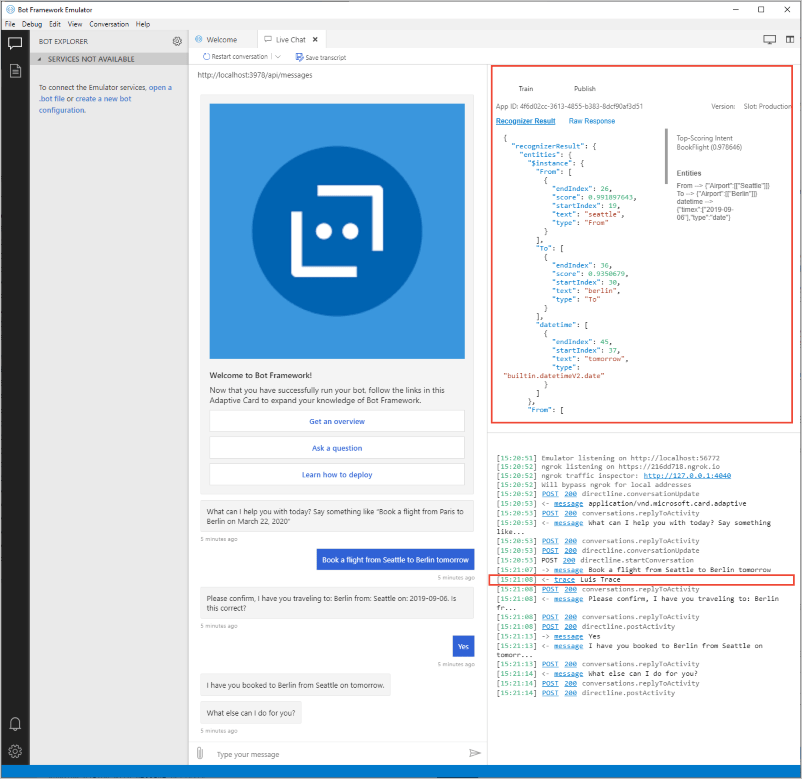 Bot Framework Emulator
File Debug Edit View Conversation Help
BOT EXPLORER
SERVICES NOT AVAILABLE
To connect the Emulator services, open a
.bot file or create a new bot
configuration.
Welcome
Live Chat
Restart conversation
Save transcript
http://localhost:3978/api/messages
Welcome to Bot Framework!
Now that you have successfully run your bot, follow the links in this
Adaptive Card to expand your knowledge of Bot Framework.
Get an overview
Ask a question
Learn how to deploy
What can I help you with today? Say something like "Book a flight from Paris to
Berlin on March 22, 2020"
5 minutes ago
Book a flight from Seattle to Berlin tomorrow
5 minutes ago
Please confirm, I have you traveling to: Berlin from: Seattle on: 2019-09-06. Is
this correct?
5 minutes ago
Yes
5 minutes ago
I have you booked to Berlin from Seattle on tomorrow.
What else can I do for you?
5 minutes ago
Type your message
Train Publish
App ID: 4f6d02cc-3613-4855-b383-8dcf90af3d51 Version: Slot: Production
Recognizer Result Raw Response
{
"recognizerResult": {
"entities": {
"$instance": {
"From": [
{
"endIndex": 26,
"score": 0.991897643,
"startIndex": 19,
"text": "seattle",
"type": "From"
}
],
"To": [
{
"endIndex": 36,
"score": 0.9350679,
"startIndex": 30,
"text": "berlin",
"type": "To"
}
],
"datetime": [
{
"endIndex": 45,
"startIndex": 37,
"text": "tomorrow",
"type":
"builtin.datetimeV2.date"
}
]
},
"From": [
Top-Scoring Intent
BookFlight (0.978646)
Entities
From --> {"Airport":[["Seattle"]]}
To --> {"Airport":[["Berlin"]]}
datetime -->
{"timex":["2019-09-
06"],"type":"date"}
[15:20:51] Emulator listening on http://localhost:56772
[15:20:52] ngrok listening on https://216dd718.ngrok.io
[15:20:52] ngrok traffic inspector: http://127.0.0.1:4040
[15:20:52] Will bypass ngrok for local addresses
[15:20:52] POST 200 directline.conversationUpdate
[15:20:53] <- message application/vnd.microsoft.card.adaptive
[15:20:53] POST 200 conversations.replyToActivity
[15:20:53] <- message What can I help you with today? Say something
like...
[15:20:53] POST 200 conversations.replyToActivity
[15:20:53] POST 200 directline.conversationUpdate
[15:20:53] POST 200 directline.startConversation
[15:21:07] -> message Book a flight from Seattle to Berlin tomorrow
[15:21:08] <- trace Luis Trace
[15:21:08] POST 200 conversations.replyToActivity
[15:21:08] <- message Please confirm, I have you traveling to: Berlin
fr...
[15:21:08] POST 200 conversations.replyToActivity
[15:21:08] POST 200 directline.postActivity
[15:21:13] -> message Yes
[15:21:13] <- message I have you booked to Berlin from Seattle on
tomorr...
[15:21:13] POST 200 conversations.replyToActivity
[15:21:14] <- message What else can I do for you?
[15:21:14] POST 200 conversations.replyToActivity
[15:21:14] POST 200 directline.postActivity